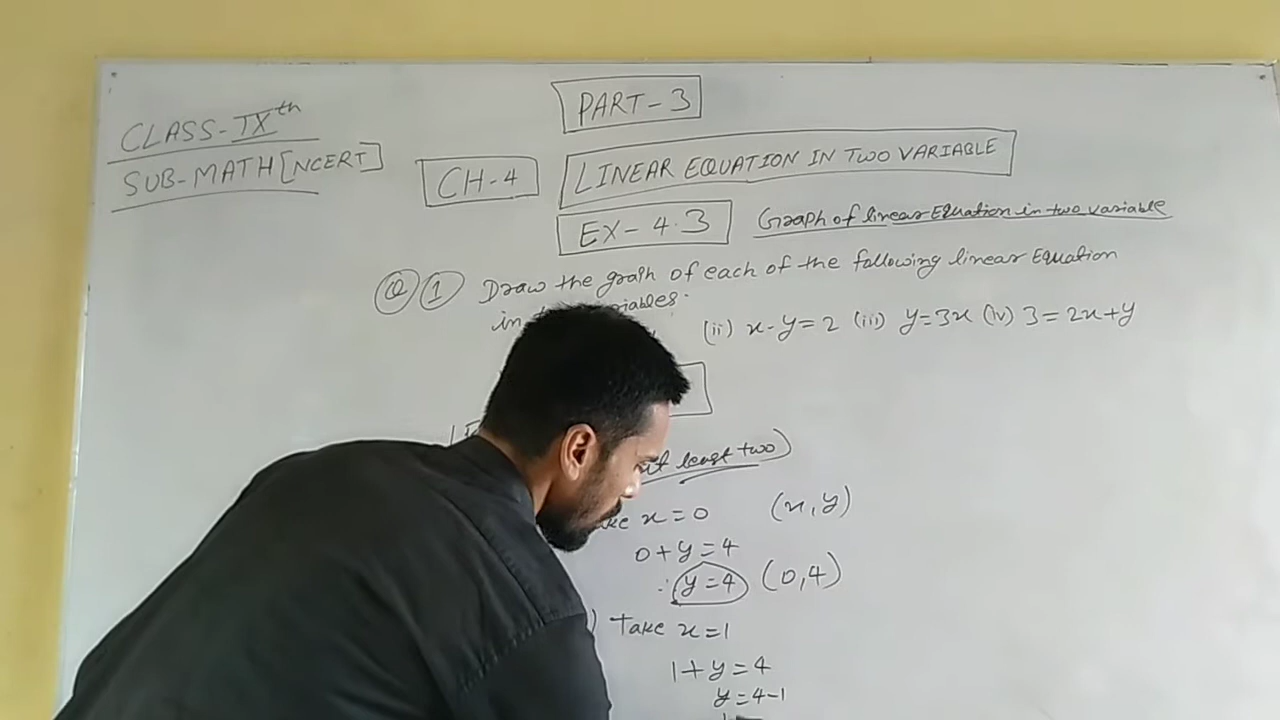 CLASS-IXth
SUB-MATH[NCERT]
PART-3
CH-4
LINEAR EQUATION IN TWO VARIABLE
EX-4.3
Graph of linear Equation in two variable
Q 1 Draw the graph of each of the following linear Equation
in
(ii) x-y=2 (iii) y=3x (iv) 3=2x+y
least two)
x=0 (x,y)
0+y=4
∴ y=4 (0,4)
) Take x=1
1+y=4
y=4-1